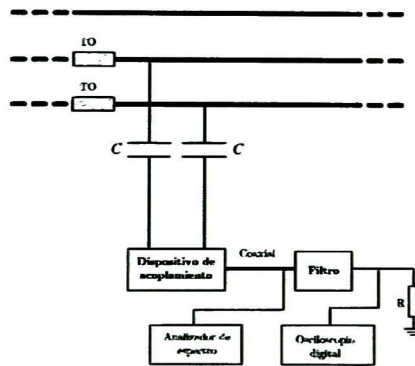 TO
TO
C C
Dispositivo de
acoplamiento
Coaxial
Filtro
R
Analizador de
espectro
Osciloscopio
digital